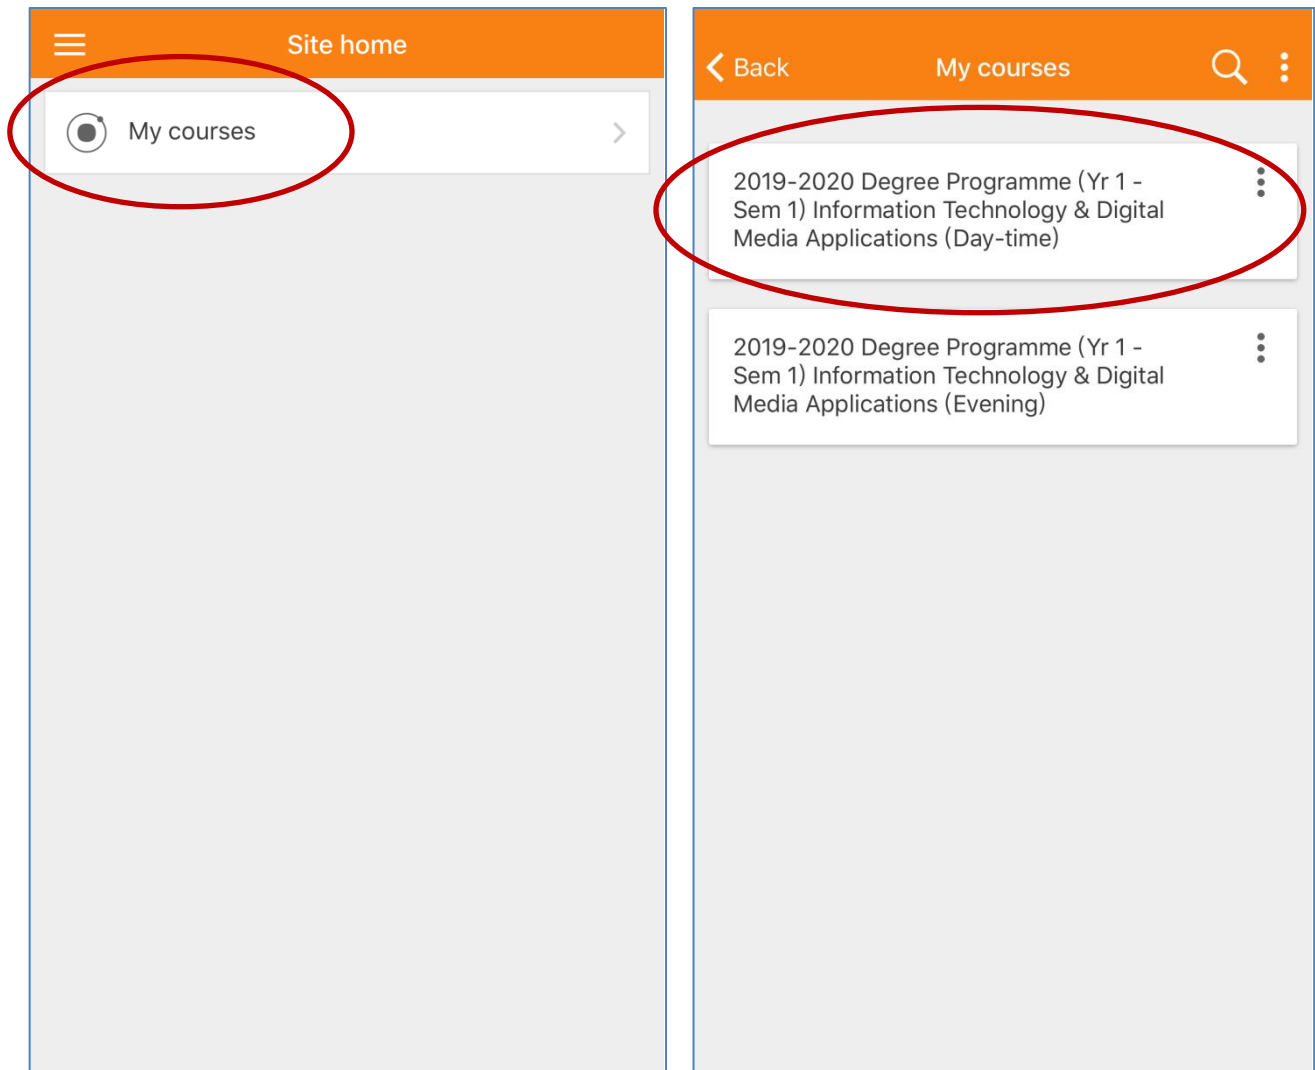 Site home
My courses
Back
My courses
2019-2020 Degree Programme (Yr 1 -
Sem 1) Information Technology & Digital
Media Applications (Day-time)
2019-2020 Degree Programme (Yr 1 -
Sem 1) Information Technology & Digital
Media Applications (Evening)